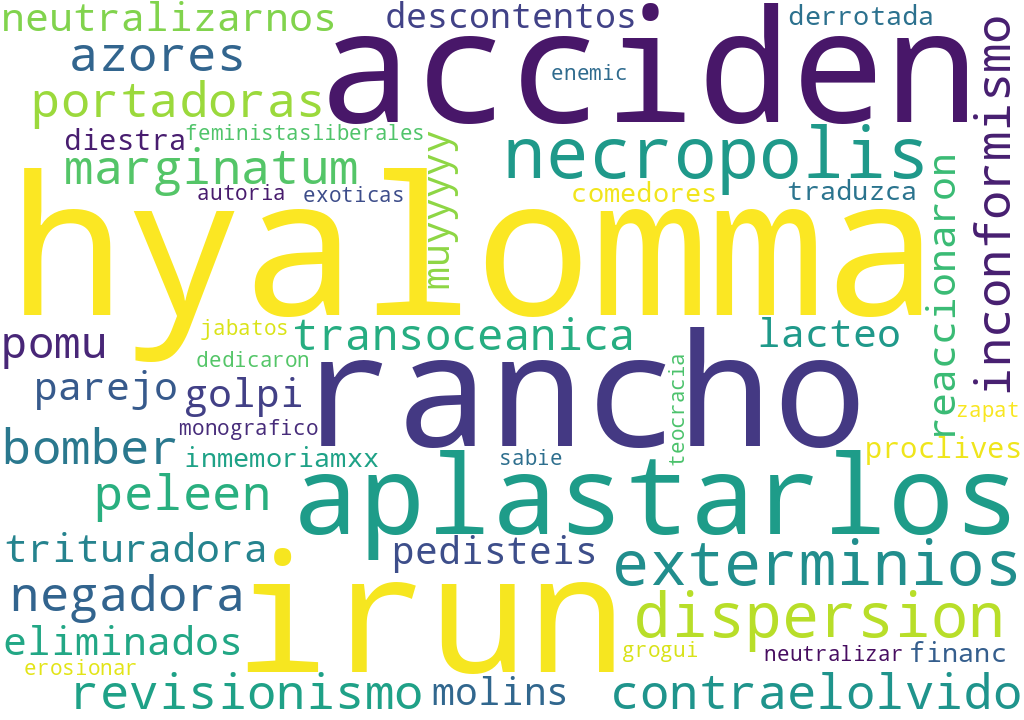 neutralizarnos
descontentos
derrotada
azores
acciden
enemic
inconformismo
portadoras
diestra
feministasliberales
necropolis
marginatum
muyyyyyy
reaccionaron
autoria
exoticas
comedores
traduzca
hyalomma
pomu
jabatos
transoceanica
lacteo
dedicaron
rancho
teocracia
parejo
golpi
zapat
monografico
bomber
inmemoriamxx
sabie
proclives
peleen
aplastarlos
trituradora
pedisteis
exterminios
negadora
irun
dispersion
eliminados
grogui
neutralizar
financ
erosionar
revisionismo
molins
contraelolvido